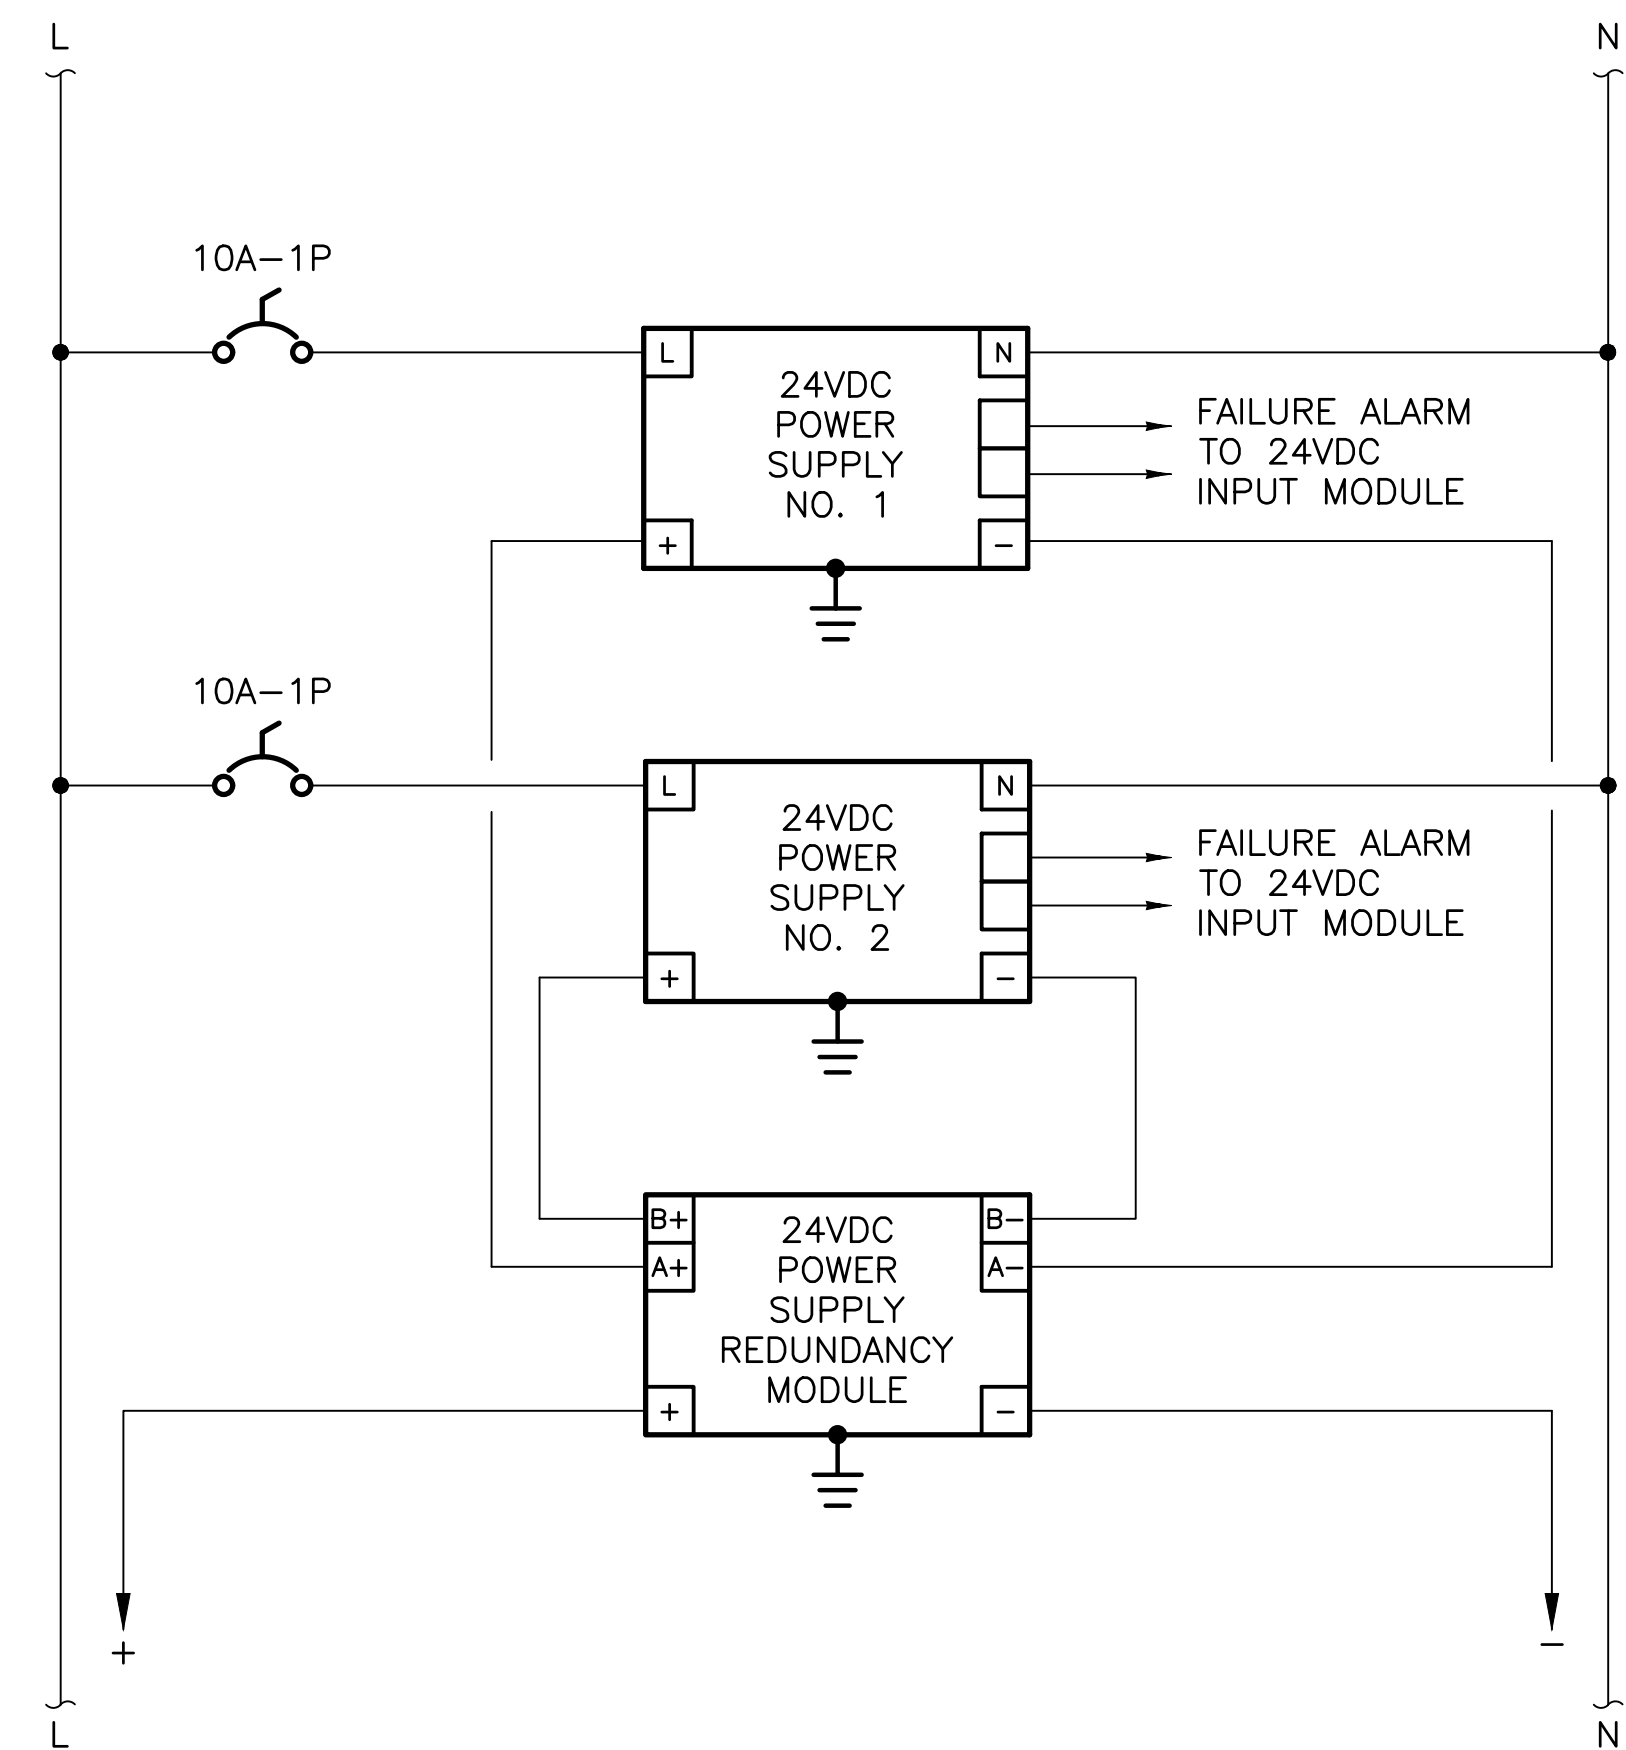 L
N
10A-1P
L
N
24VDC
POWER
SUPPLY
NO. 1
FAILURE ALARM
TO 24VDC
INPUT MODULE
+
-
10A-1P
L
N
24VDC
POWER
SUPPLY
NO. 2
FAILURE ALARM
TO 24VDC
INPUT MODULE
+
-
B+
B-
A+
A-
24VDC
POWER
SUPPLY
REDUNDANCY
MODULE
+
-
+
-
L
N